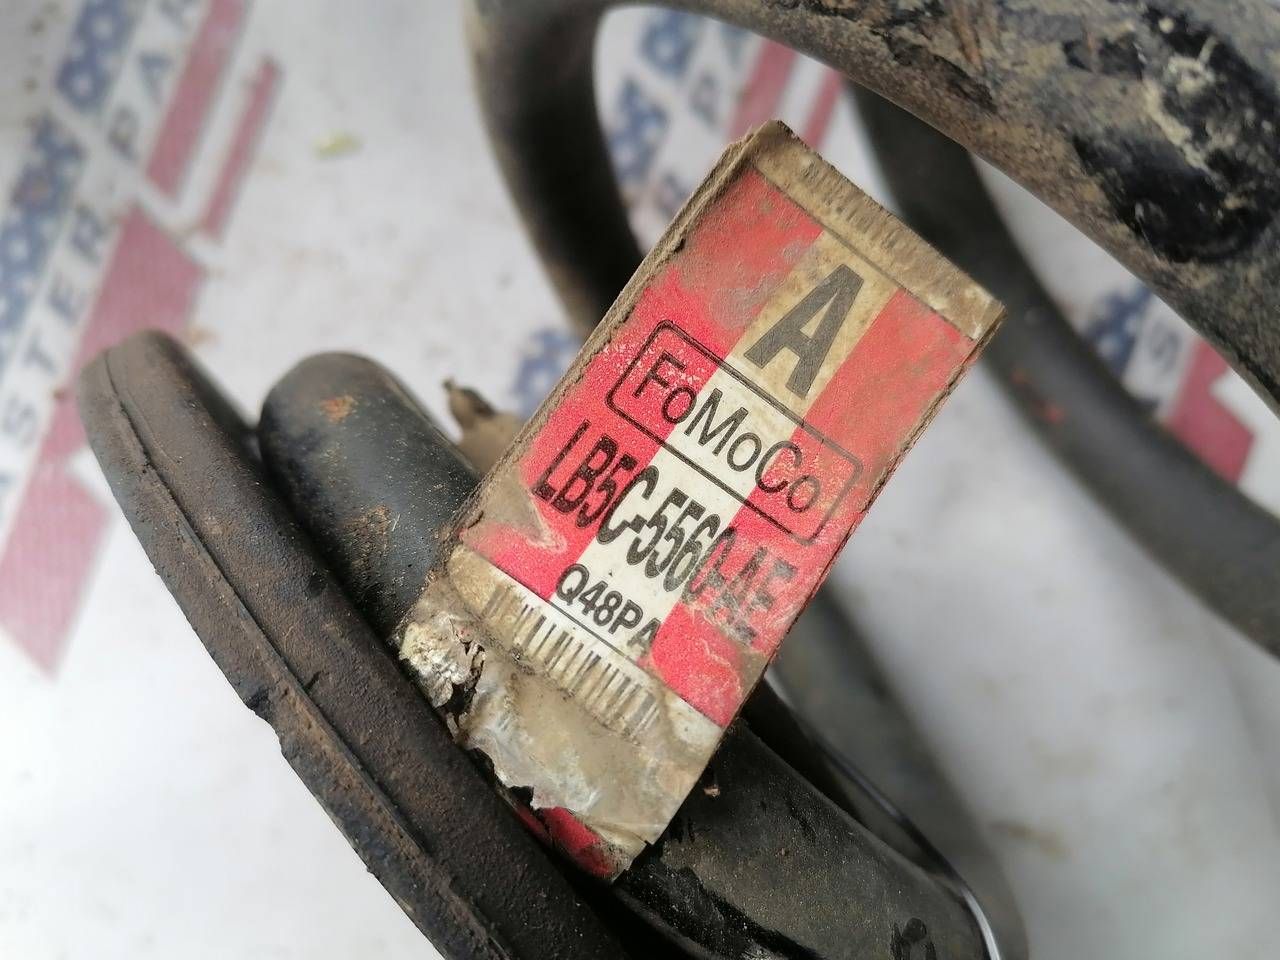 A
FoMoCo
LB5C-5560-AE
Q48PA